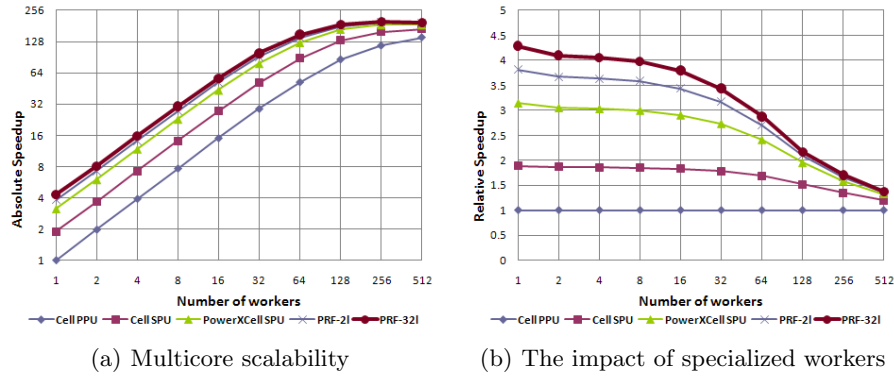 256
128
64
32
16
8
4
2
1
Absolute Speedup
1 2 4 8 16 32 64 128 256 512
Number of workers
Cell PPU Cell SPU PowerXCell SPU PRF-2l PRF-32l
(a) Multicore scalability
5
4.5
4
3.5
3
2.5
2
1.5
1
0.5
0
Relative Speedup
1 2 4 8 16 32 64 128 256 512
Number of workers
Cell PPU Cell SPU PowerXCell SPU PRF-2l PRF-32l
(b) The impact of specialized workers